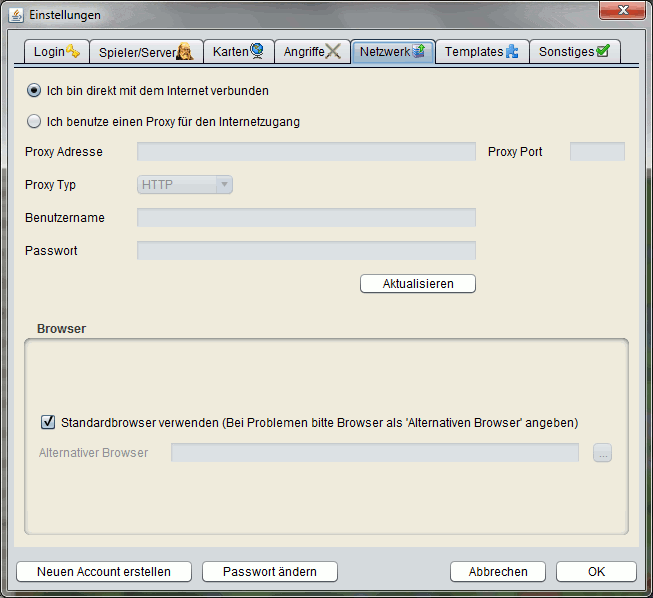 Einstellungen
Login Spieler/Server Karten Angriffe Netzwerk Templates Sonstiges
Ich bin direkt mit dem Internet verbunden
Ich benutze einen Proxy für den Internetzugang
Proxy Adresse Proxy Port
Proxy Typ HTTP
Benutzername
Passwort
Aktualisieren
Browser
Standardbrowser verwenden (Bei Problemen bitte Browser als 'Alternativen Browser' angeben)
Alternativer Browser ...
Neuen Account erstellen Passwort ändern Abbrechen OK